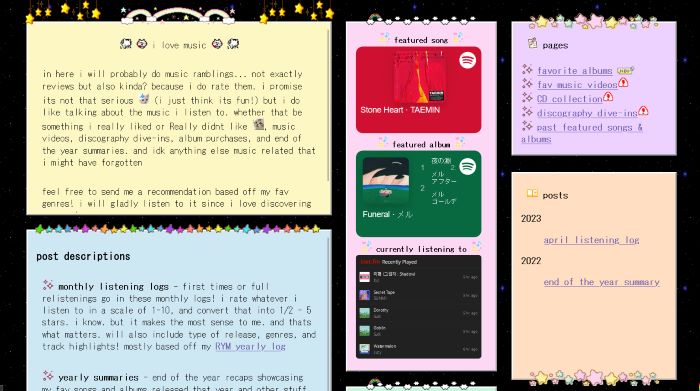 i love music
in here i will probably do music ramblings... not exactly
reviews but also kinda? because i do rate them. i promise
its not that serious (i just think its fun!) but i do
like talking about the music i listen to. whether that be
something i really liked or Really didnt like , music
videos, discography dive-ins, album purchases, and end of
the year summaries. and idk anything else music related that
i might have forgotten
feel free to send me a recommendation based off my fav
genres! i will gladly listen to it since i love discovering
post descriptions
monthly listening logs - first times or full
relistenings go in these monthly logs! i rate whatever i
listen to in a scale of 1-10, and convert that into 1/2 - 5
stars. i know. but it makes the most sense to me. and thats
what matters. will also include type of release, genres, and
track highlights! mostly based off my RYM yearly log
yearly summaries - end of the year recaps showcasing
my fav songs and albums released that year and other stuff
featured song
Stone Heart · TAEMIN
featured album
1
夜の淵
2:
メル
アフター
2
メル
コールデ
Funeral · メル
currently listening to
Recently Played
Secret Tape
Dorothy
Sulli
Goblin
Sulli
Watermelon
pages
favorite albums
fav music videos
CD collection
discography dive-ins
past featured songs &
albums
posts
2023
april listening log
2022
end of the year summary